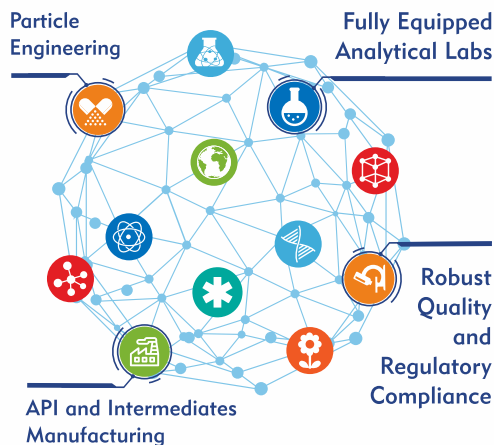 Particle
Engineering
Fully Equipped
Analytical Labs
Robust
Quality
and
Regulatory
Compliance
API and Intermediates
Manufacturing